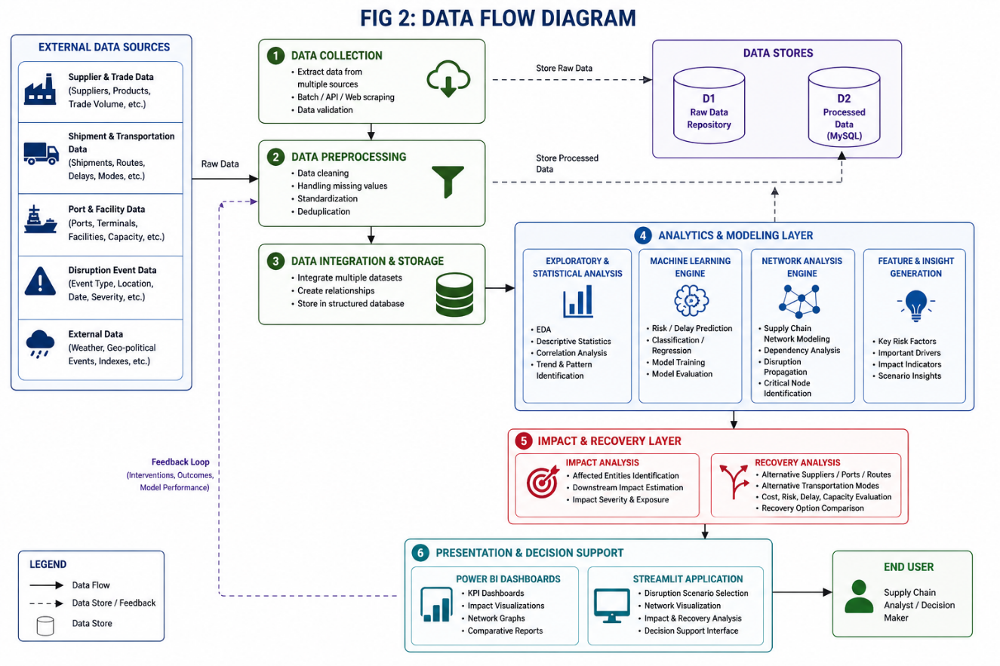 FIG 2: DATA FLOW DIAGRAM
EXTERNAL DATA SOURCES
Supplier & Trade Data
(Suppliers, Products,
Trade Volume, etc.)
Shipment & Transportation
Data
(Shipments, Routes,
Delays, Modes, etc.)
Port & Facility Data
(Ports, Terminals,
Facilities, Capacity, etc.)
Disruption Event Data
(Event Type, Location,
Date, Severity, etc.)
External Data
(Weather, Geo-political
Events, Indexes, etc.)
Raw Data
1 DATA COLLECTION
• Extract data from
multiple sources
• Batch / API / Web scraping
• Data validation
2 DATA PREPROCESSING
• Data cleaning
• Handling missing values
• Standardization
• Deduplication
3 DATA INTEGRATION & STORAGE
• Integrate multiple datasets
• Create relationships
• Store in structured database
Store Raw Data
Store Processed
Data
DATA STORES
D1
Raw Data
Repository
D2
Processed
Data
(MySQL)
4 ANALYTICS & MODELING LAYER
EXPLORATORY &
STATISTICAL ANALYSIS
• EDA
• Descriptive Statistics
• Correlation Analysis
• Trend & Pattern
Identification
MACHINE LEARNING
ENGINE
• Risk / Delay Prediction
• Classification /
Regression
• Model Training
• Model Evaluation
NETWORK ANALYSIS
ENGINE
• Supply Chain
Network Modeling
• Dependency Analysis
• Disruption
Propagation
• Critical Node
Identification
FEATURE & INSIGHT
GENERATION
• Key Risk Factors
• Important Drivers
• Impact Indicators
• Scenario Insights
5 IMPACT & RECOVERY LAYER
IMPACT ANALYSIS
• Affected Entities Identification
• Downstream Impact Estimation
• Impact Severity & Exposure
RECOVERY ANALYSIS
• Alternative Suppliers / Ports / Routes
• Alternative Transportation Modes
• Cost, Risk, Delay, Capacity Evaluation
• Recovery Option Comparison
Feedback Loop
(Interventions, Outcomes,
Model Performance)
6 PRESENTATION & DECISION SUPPORT
POWER BI DASHBOARDS
• KPI Dashboards
• Impact Visualizations
• Network Graphs
• Comparative Reports
STREAMLIT APPLICATION
• Disruption Scenario Selection
• Network Visualization
• Impact & Recovery Analysis
• Decision Support Interface
END USER
Supply Chain
Analyst / Decision
Maker
LEGEND
Data Flow
Data Store / Feedback
Data Store